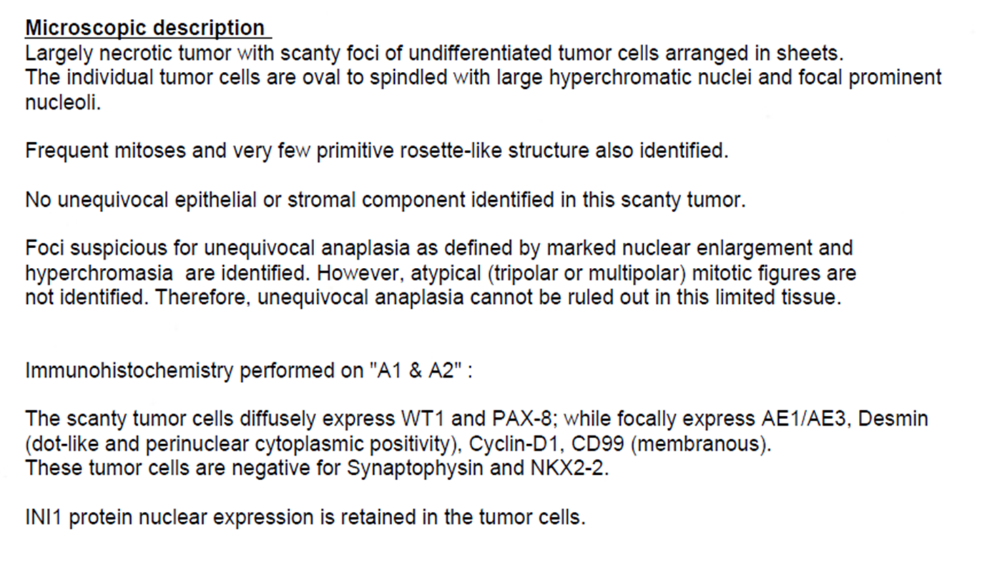 Microscopic description
Largely necrotic tumor with scanty foci of undifferentiated tumor cells arranged in sheets.
The individual tumor cells are oval to spindled with large hyperchromatic nuclei and focal prominent
nucleoli.
Frequent mitoses and very few primitive rosette-like structure also identified.
No unequivocal epithelial or stromal component identified in this scanty tumor.
Foci suspicious for unequivocal anaplasia as defined by marked nuclear enlargement and
hyperchromasia  are identified. However, atypical (tripolar or multipolar) mitotic figures are
not identified. Therefore, unequivocal anaplasia cannot be ruled out in this limited tissue.
Immunohistochemistry performed on "A1 & A2" :
The scanty tumor cells diffusely express WT1 and PAX-8; while focally express AE1/AE3, Desmin
(dot-like and perinuclear cytoplasmic positivity), Cyclin-D1, CD99 (membranous).
These tumor cells are negative for Synaptophysin and NKX2-2.
INI1 protein nuclear expression is retained in the tumor cells.